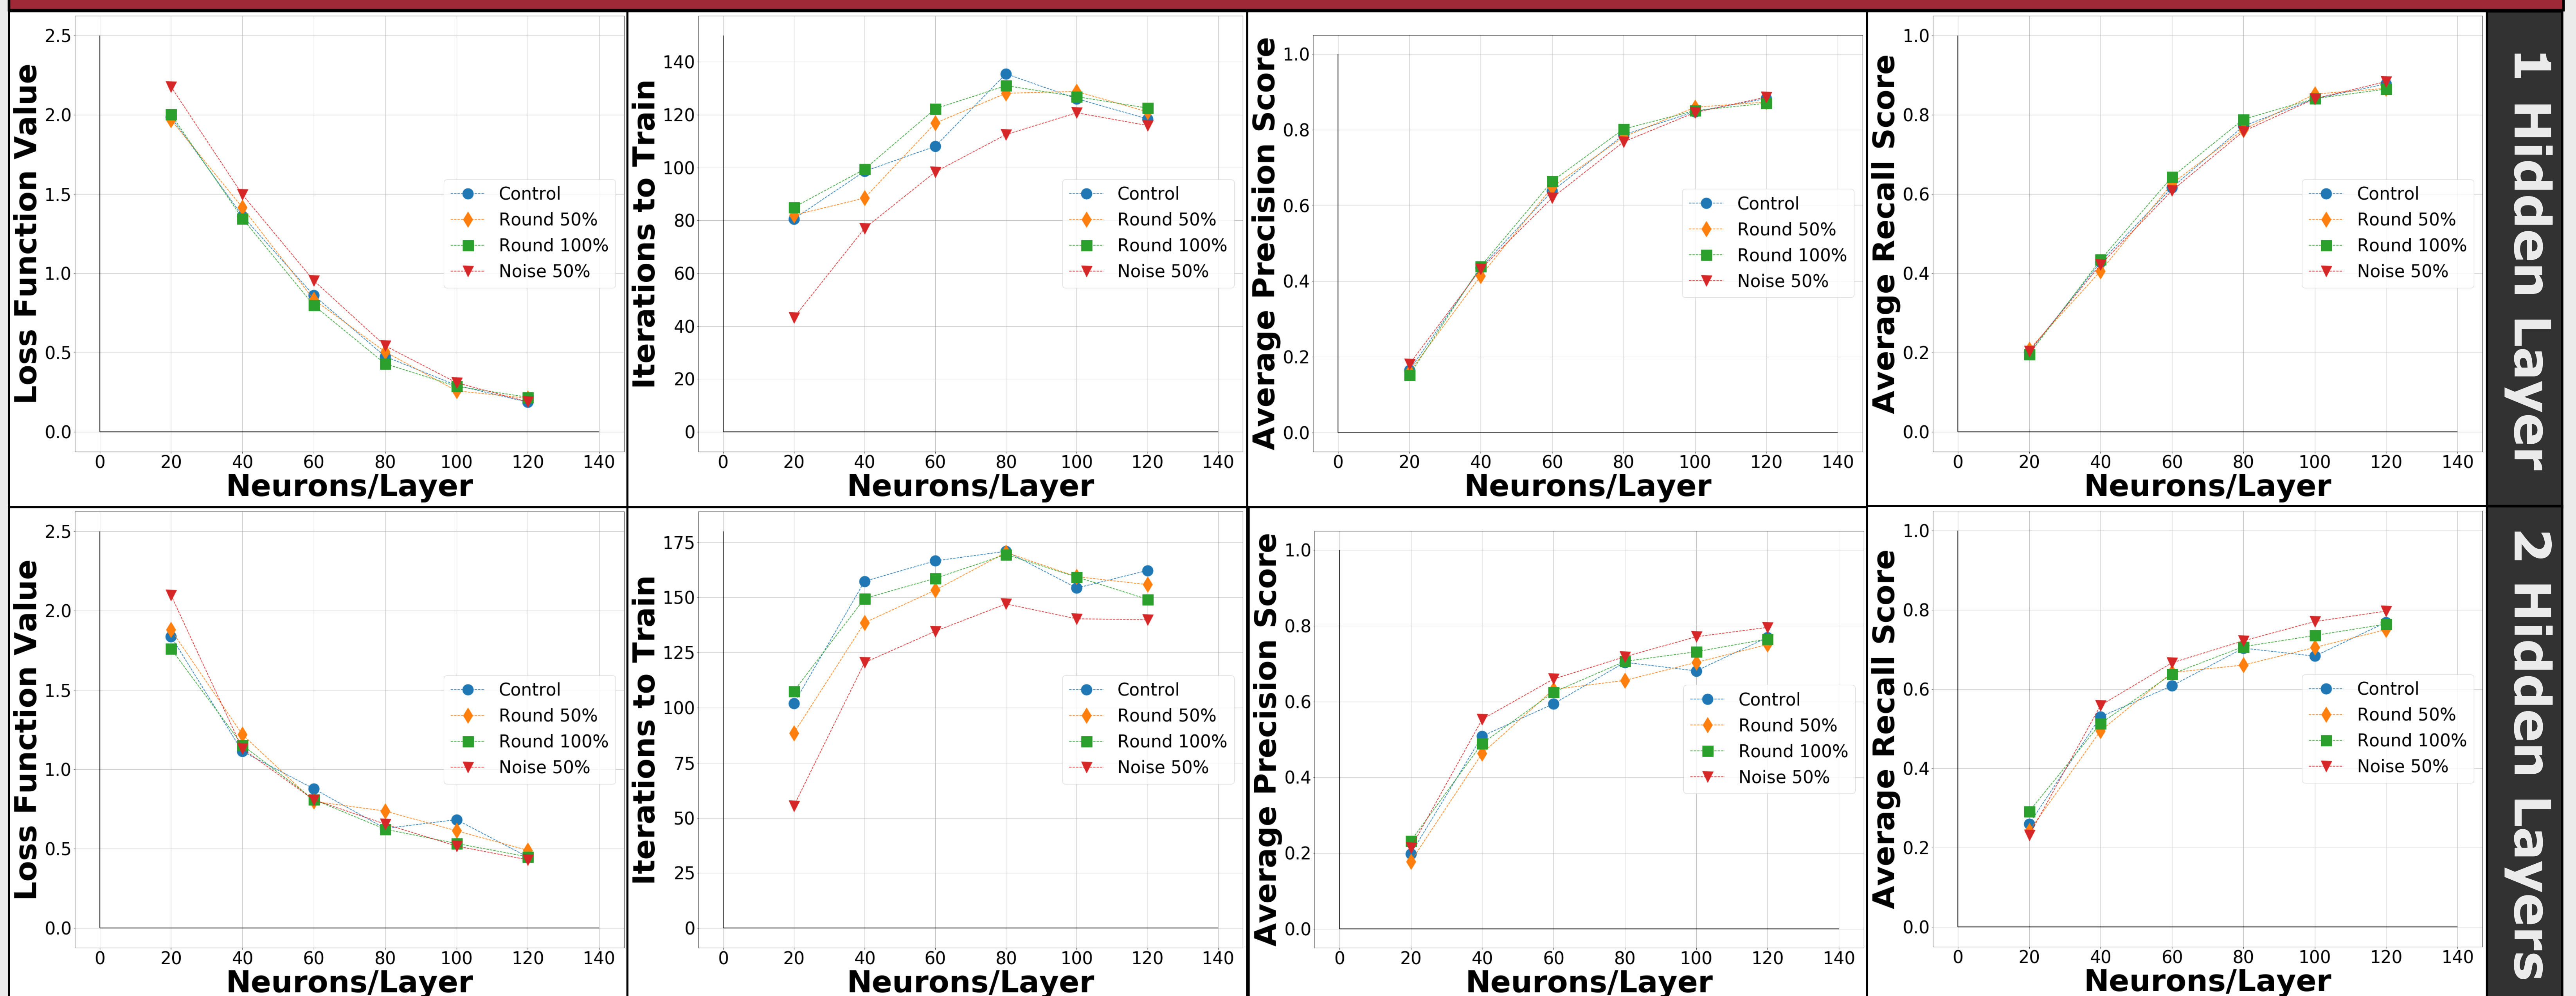 Loss Function Value
2.5
2.0
1.5
1.0
0.5
0.0
Control
Round 50%
Round 100%
Noise 50%
0 20 40 60 80 100 120 140
Neurons/Layer
Iterations to Train
140
120
100
80
60
40
20
0
Control
Round 50%
Round 100%
Noise 50%
0 20 40 60 80 100 120 140
Neurons/Layer
Average Precision Score
1.0
0.8
0.6
0.4
0.2
0.0
Control
Round 50%
Round 100%
Noise 50%
0 20 40 60 80 100 120 140
Neurons/Layer
Average Recall Score
1.0
0.8
0.6
0.4
0.2
0.0
Control
Round 50%
Round 100%
Noise 50%
0 20 40 60 80 100 120 140
Neurons/Layer
1 Hidden Layer
Loss Function Value
2.5
2.0
1.5
1.0
0.5
0.0
Control
Round 50%
Round 100%
Noise 50%
0 20 40 60 80 100 120 140
Neurons/Layer
Iterations to Train
175
150
125
100
75
50
25
0
Control
Round 50%
Round 100%
Noise 50%
0 20 40 60 80 100 120 140
Neurons/Layer
Average Precision Score
1.0
0.8
0.6
0.4
0.2
0.0
Control
Round 50%
Round 100%
Noise 50%
0 20 40 60 80 100 120 140
Neurons/Layer
Average Recall Score
1.0
0.8
0.6
0.4
0.2
0.0
Control
Round 50%
Round 100%
Noise 50%
0 20 40 60 80 100 120 140
Neurons/Layer
2 Hidden Layers